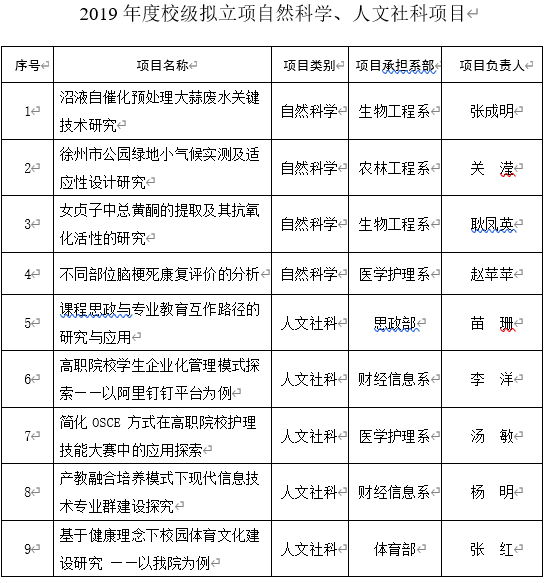 2019 年度校级拟立项自然科学、人文社科项目
序号 项目名称 项目类别 项目承担系部 项目负责人
1 沼液自催化预处理大蒜废水关键 自然科学 生物工程系 张成明
技术研究
2 徐州市公园绿地小气候实测及适 自然科学 农林工程系 关 滢
应性设计研究
3 女贞子中总黄酮的提取及其抗氧 自然科学 生物工程系 耿凤英
化活性的研究
4 不同部位脑梗死康复评价的分析 自然科学 医学护理系 赵苹苹
5 课程思政与专业教育互作路径的 人文社科 思政部 苗 珊
研究与应用
6 高职院校学生企业化管理模式探 人文社科 财经信息系 李 洋
索——以阿里钉钉平台为例
7 简化 OSCE 方式在高职院校护理 人文社科 医学护理系 汤 敏
技能大赛中的应用探索
8 产教融合培养模式下现代信息技 人文社科 财经信息系 杨 明
术专业群建设探究
9 基于健康理念下校园体育文化建 人文社科 体育部 张 红
设研究 ——以我院为例